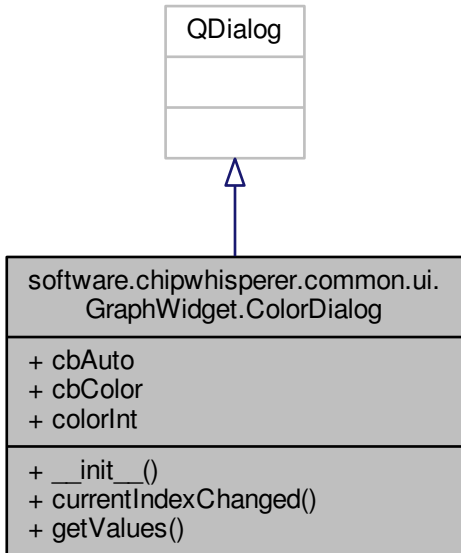 QDialog
software.chipwhisperer.common.ui.
GraphWidget.ColorDialog
+ cbAuto
+ cbColor
+ colorInt
+ __init__()
+ currentIndexChanged()
+ getValues()